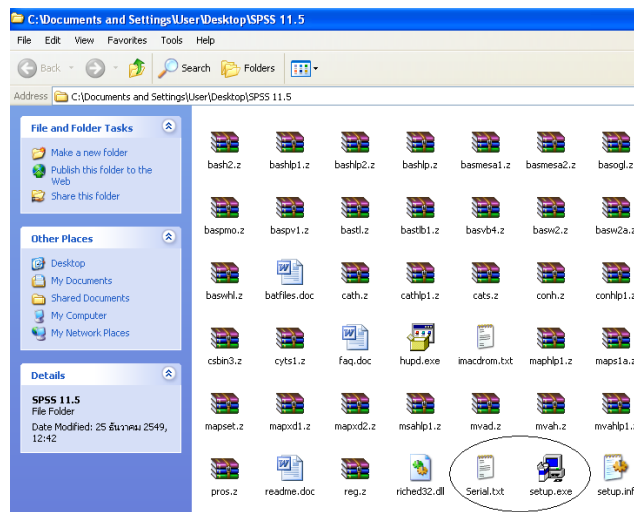 C:\Documents and Settings\User\Desktop\SPSS 11.5
File Edit View Favorites Tools Help
Back Search Folders
Address C:\Documents and Settings\User\Desktop\SPSS 11.5
File and Folder Tasks
Make a new folder
Publish this folder to the
Web
Share this folder
Other Places
Desktop
My Documents
Shared Documents
My Computer
My Network Places
Details
SPSS 11.5
File Folder
Date Modified: 25 ธันวาคม 2549,
12:42
bash2.z bashlp1.z bashlp2.z bashlp.z basmesa1.z basmesa2.z basogl.z
baspmo.z baspv1.z bastl.z bastlb1.z basvb4.z basw2.z basw2a.z
baswhl.z batfiles.doc cath.z cathlp1.z cats.z conh.z conhlp1.z
csbin3.z cyts1.z faq.doc hupd.exe imacdrom.txt maphlp1.z maps1a.z
mapset.z mapxd1.z mapxd2.z msahlp1.z mvad.z mvah.z mvahlp1.
pros.z readme.doc reg.z riched32.dll Serial.txt setup.exe setup.inf